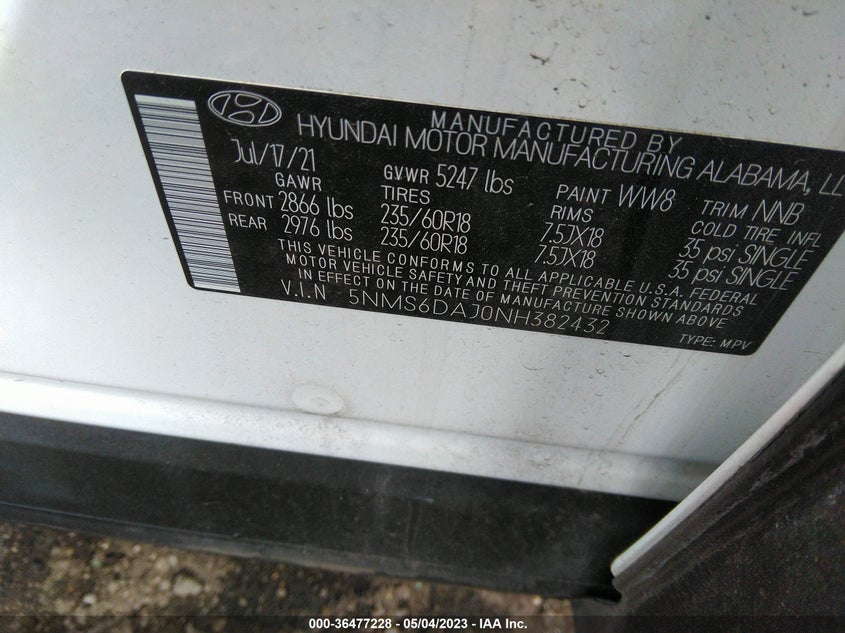 MANUFACTURED BY
HYUNDAI MOTOR MANUFACTURING ALABAMA, LL
Jul/17/21 GVWR 5247 lbs PAINT WW8 TRIM NNB
GAWR TIRES RIMS COLD TIRE INFL
FRONT 2866 lbs 235/60R18 7.5JX18 35 psi SINGLE
REAR 2976 lbs 235/60R18 7.5JX18 35 psi SINGLE
THIS VEHICLE CONFORMS TO ALL APPLICABLE U.S.A. FEDERAL
MOTOR VEHICLE SAFETY AND THEFT PREVENTION STANDARDS
IN EFFECT ON THE DATE OF MANUFACTURE SHOWN ABOVE
V.I.N 5NMS6DAJ0NH382432
TYPE: MPV
000-36477228 - 05/04/2023 - IAA Inc.